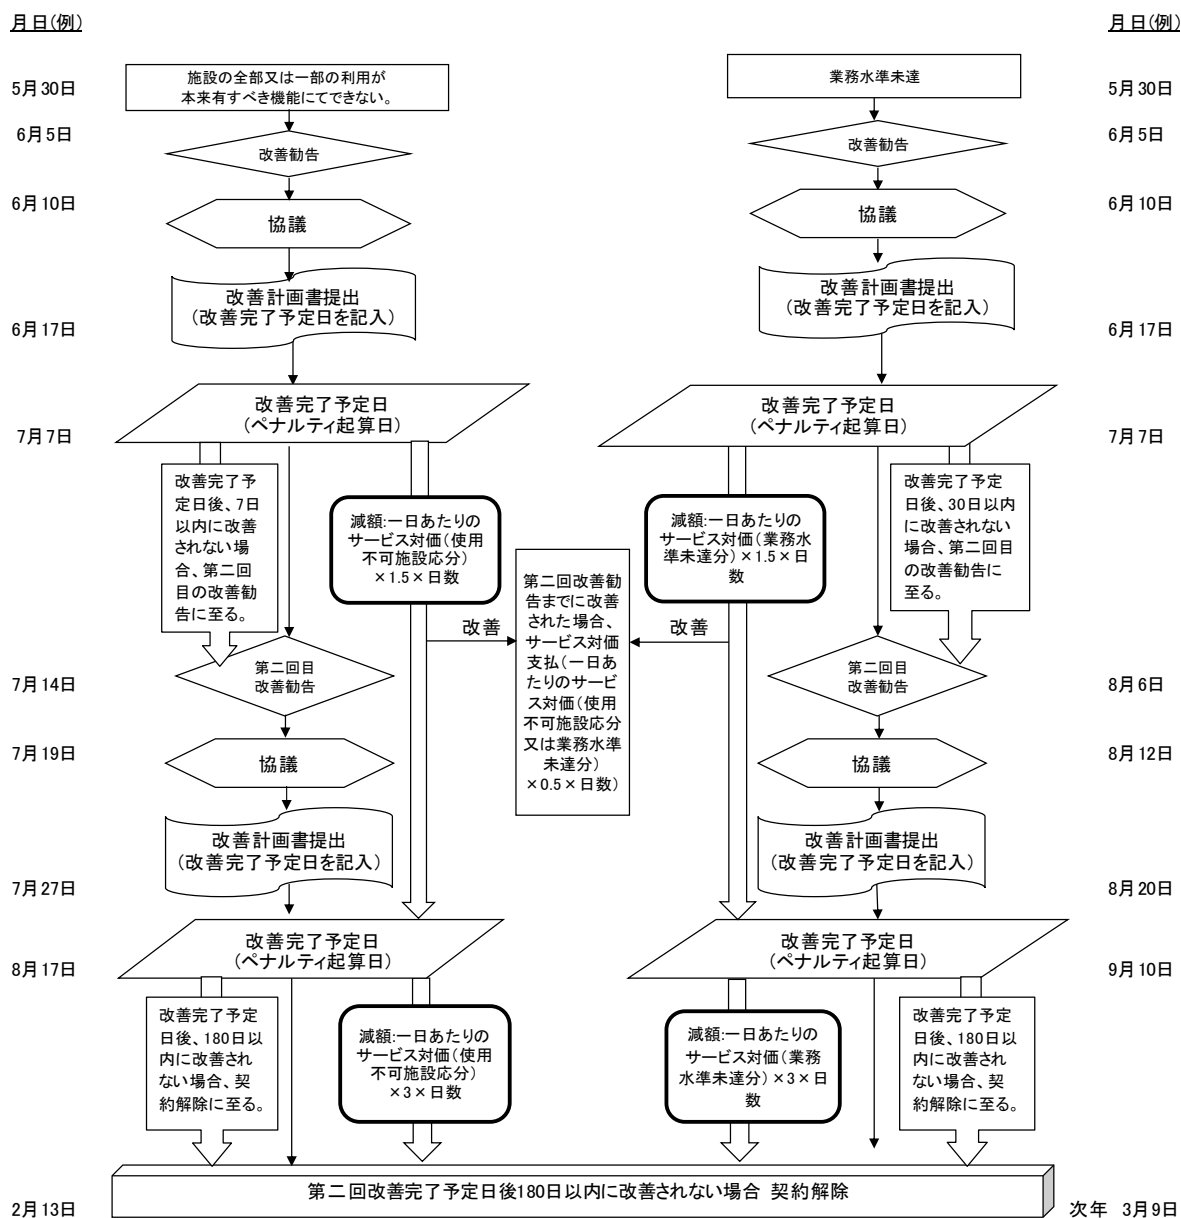 月日(例)
月日(例)
5月30日
施設の全部又は一部の利用が
本来有すべき機能にてできない。
業務水準未達
5月30日
6月5日
改善勧告
改善勧告
6月5日
6月10日
協議
協議
6月10日
改善計画書提出
(改善完了予定日を記入)
改善計画書提出
(改善完了予定日を記入)
6月17日
6月17日
改善完了予定日
(ペナルティ起算日)
改善完了予定日
(ペナルティ起算日)
7月7日
7月7日
改善完了予
定日後、7日
以内に改善
されない場
合、第二回
目の改善勧
告に至る。
減額:一日あたりの
サービス対価(使用
不可施設応分)
×1.5×日数
減額:一日あたりの
サービス対価(業務水
準未達分)×1.5×日
数
改善完了予定
日後、30日以内
に改善されない
場合、第二回目
の改善勧告に
至る。
改善
第二回改善勧
告までに改善
された場合、
サービス対価
支払(一日あ
たりのサービ
ス対価(使用
不可施設応分
又は業務水準
未達分)
×0.5×日数)
改善
7月14日
第二回目
改善勧告
第二回目
改善勧告
8月6日
7月19日
協議
協議
8月12日
改善計画書提出
(改善完了予定日を記入)
改善計画書提出
(改善完了予定日を記入)
7月27日
8月20日
改善完了予定日
(ペナルティ起算日)
改善完了予定日
(ペナルティ起算日)
8月17日
9月10日
改善完了予定
日後、180日以
内に改善され
ない場合、契
約解除に至る。
減額:一日あたりの
サービス対価(使用
不可施設応分)
×3×日数
減額:一日あたりの
サービス対価(業務
水準未達分)×3×日
数
改善完了予定
日後、180日以
内に改善され
ない場合、契
約解除に至る。
第二回改善完了予定日後180日以内に改善されない場合 契約解除
2月13日
次年 3月9日